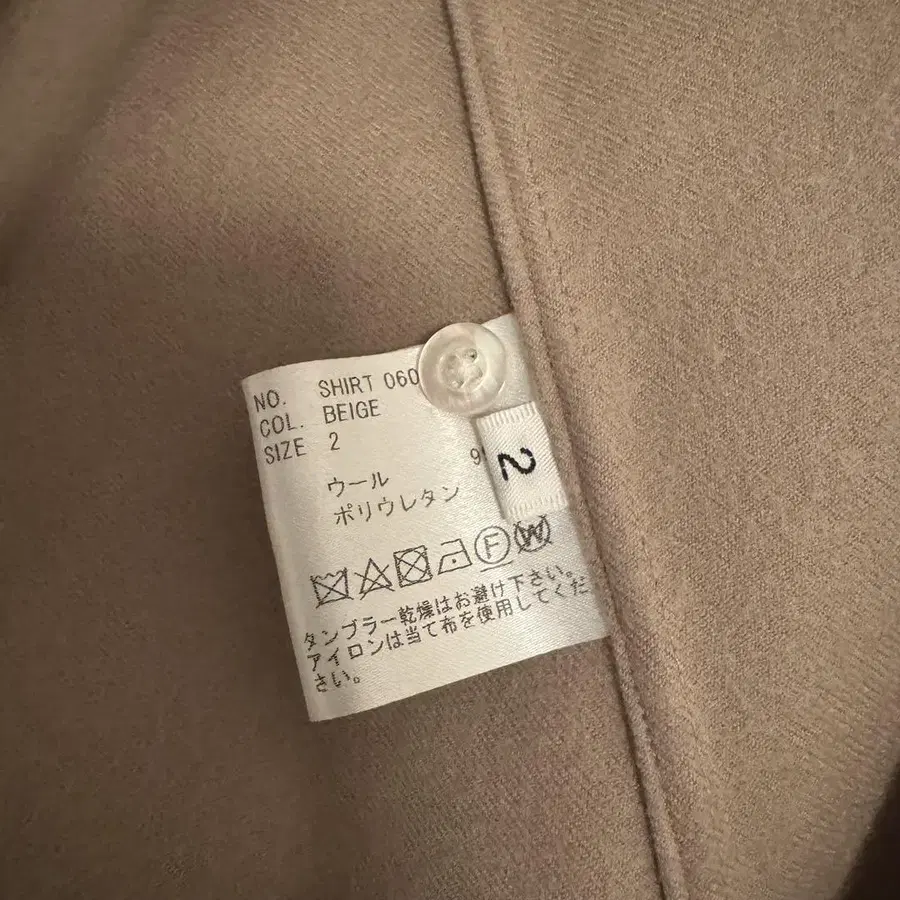 NO. SHIRT 060
COL. BEIGE
SIZE 2
ウール 9
ポリウレタン
2
F W
タンブラー乾燥はお避け下さい。
アイロンは当て布を使用してくだ
さい。